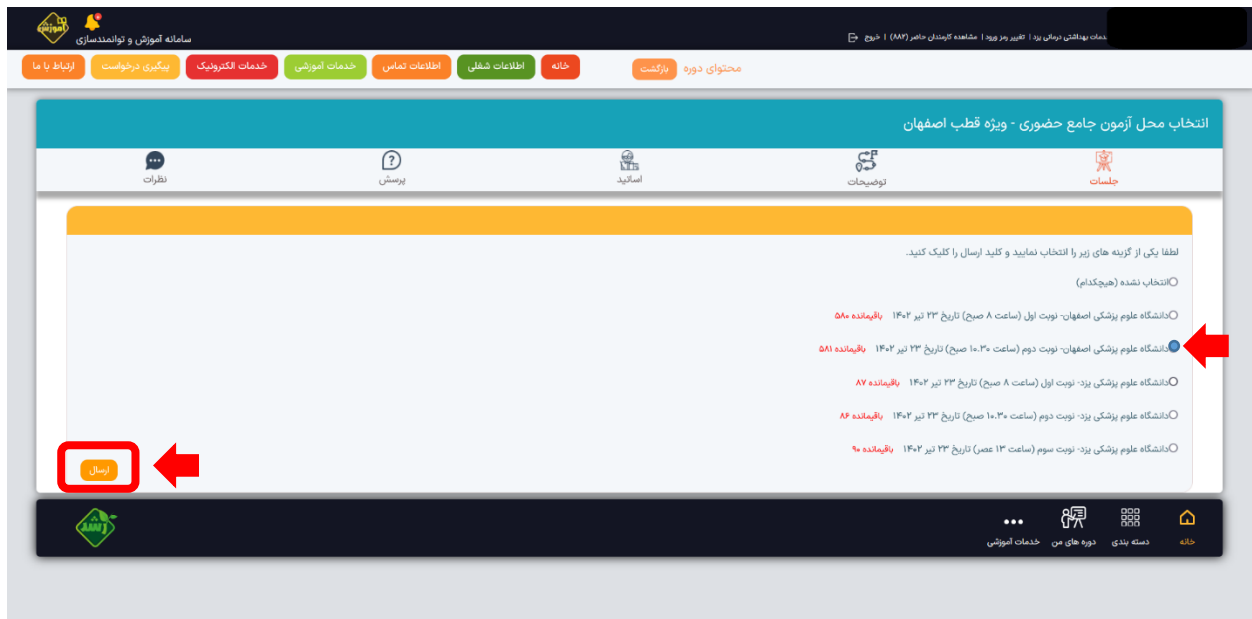 آموزش
سامانه آموزش و توانمندسازی
خدمات بهداشتی درمانی یزد | تغییر رمز ورود | مشاهده کارمندان حاضر (۸۸۲) | خروج
محتوای دوره بازگشت
خانه اطلاعات شغلی اطلاعات تماس خدمات آموزشی خدمات الکترونیک پیگیری درخواست ارتباط با ما
انتخاب محل آزمون جامع حضوری - ویژه قطب اصفهان
جلسات توضیحات اساتید پرسش نظرات
لطفا یکی از گزینه های زیر را انتخاب نمایید و کلید ارسال را کلیک کنید.
انتخاب نشده (هیچکدام)
دانشگاه علوم پزشکی اصفهان- نوبت اول (ساعت ۸ صبح) تاریخ ۲۳ تیر ۱۴۰۲ باقیمانده ۵۸۰
دانشگاه علوم پزشکی اصفهان- نوبت دوم (ساعت ۱۰.۳۰ صبح) تاریخ ۲۳ تیر ۱۴۰۲ باقیمانده ۵۸۱
دانشگاه علوم پزشکی یزد- نوبت اول (ساعت ۸ صبح) تاریخ ۲۳ تیر ۱۴۰۲ باقیمانده ۸۷
دانشگاه علوم پزشکی یزد- نوبت دوم (ساعت ۱۰.۳۰ صبح) تاریخ ۲۳ تیر ۱۴۰۲ باقیمانده ۸۶
دانشگاه علوم پزشکی یزد- نوبت سوم (ساعت ۱۳ عصر) تاریخ ۲۳ تیر ۱۴۰۲ باقیمانده ۹۰
ارسال
خانه دسته بندی دوره های من خدمات آموزشی
رشد